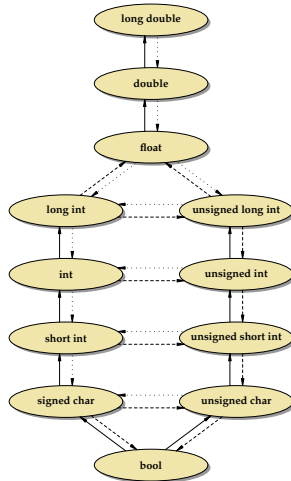 long double
double
float
long int
unsigned long int
int
unsigned int
short int
unsigned short int
signed char
unsigned char
bool